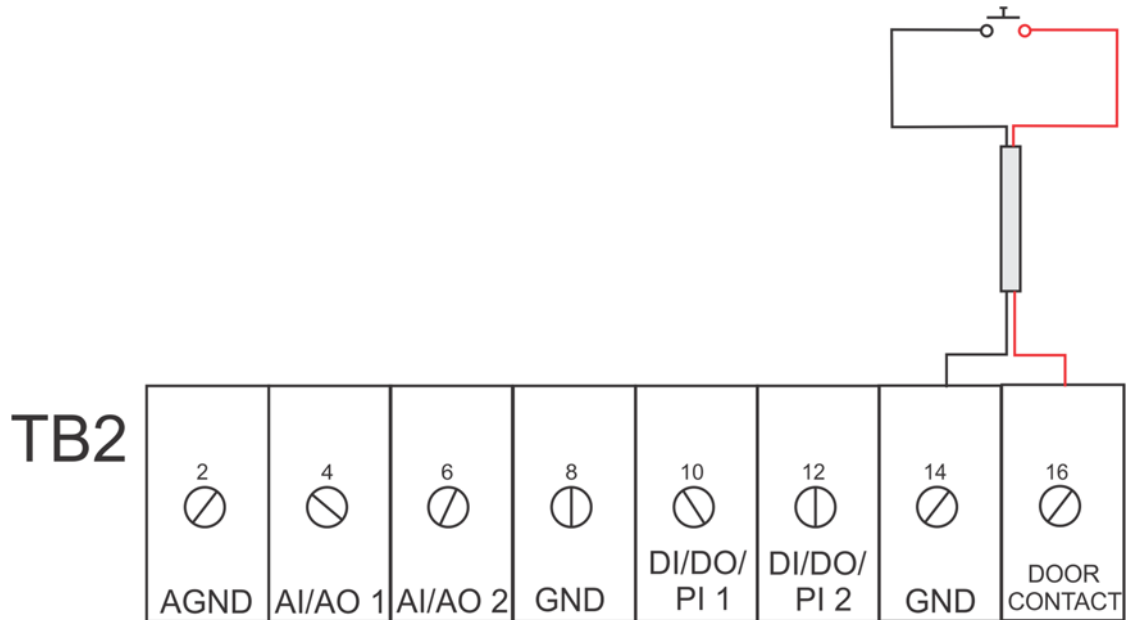 TB2
2 4 6 8 10 12 14 16
AGND AI/AO 1 AI/AO 2 GND DI/DO/ PI 1 DI/DO/ PI 2 GND DOOR CONTACT